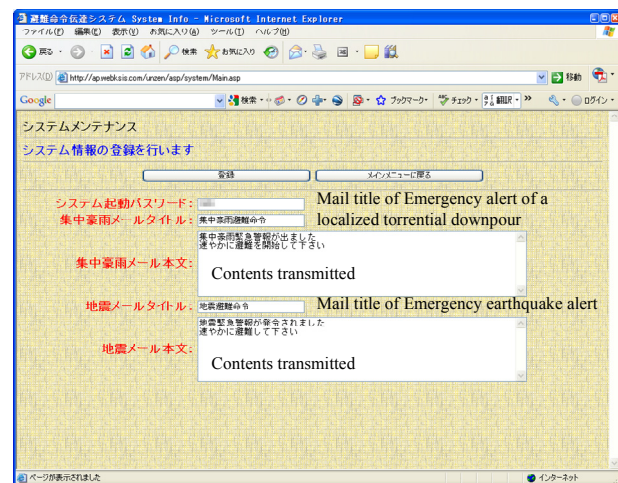 避難命令伝達システム System Info - Microsoft Internet Explorer
ファイル(F) 編集(E) 表示(V) お気に入り(A) ツール(T) ヘルプ(H)
戻る 検索 お気に入り
アドレス(D) http://ap.webk.sis.com/unzen/asp/system/Main.asp 移動
Google 検索 ブックマーク チェック 翻訳 ログイン
システムメンテナンス
システム情報の登録を行います
登録 メインメニューに戻る
システム起動パスワード:
Mail title of Emergency alert of a
集中豪雨メールタイトル: 集中豪雨避難命令
localized torrential downpour
集中豪雨緊急警報が出ました
速やかに避難を開始して下さい
集中豪雨メール本文:
Contents transmitted
地震メールタイトル: 地震避難命令
Mail title of Emergency earthquake alert
地震緊急警報が発令されました
速やかに避難して下さい
地震メール本文:
Contents transmitted
ページが表示されました インターネット